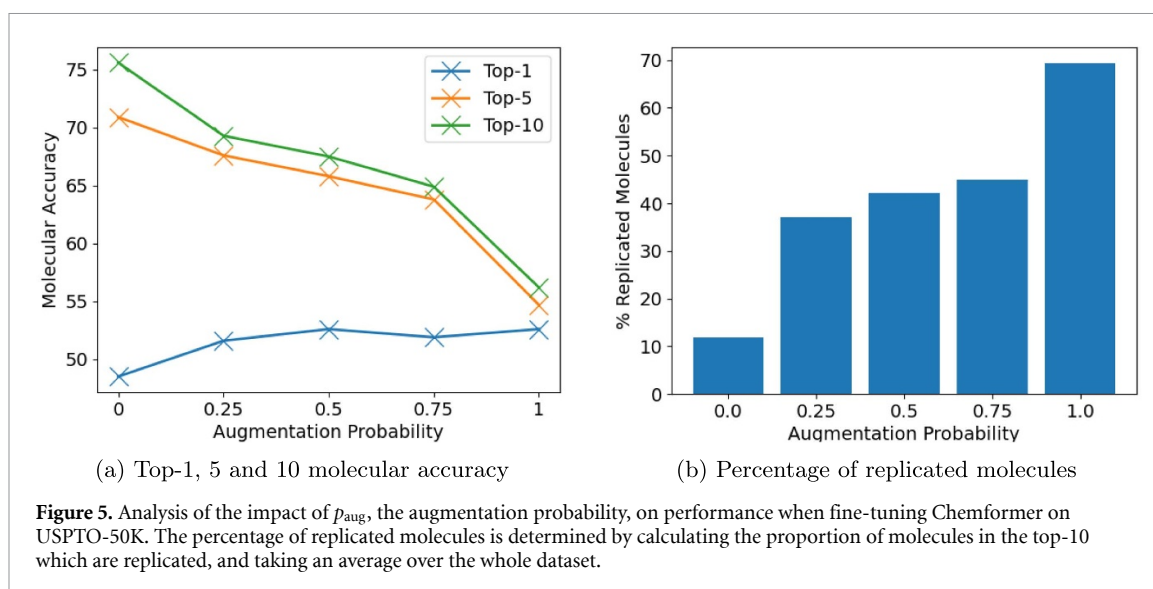 75
70
65
60
55
50
Molecular Accuracy
Top-1
Top-5
Top-10
0 0.25 0.5 0.75 1
Augmentation Probability
(a) Top-1, 5 and 10 molecular accuracy
70
60
50
40
30
20
10
0
% Replicated Molecules
0.0 0.25 0.5 0.75 1.0
Augmentation Probability
(b) Percentage of replicated molecules
Figure 5. Analysis of the impact of paug, the augmentation probability, on performance when fine-tuning Chemformer on
USPTO-50K. The percentage of replicated molecules is determined by calculating the proportion of molecules in the top-10
which are replicated, and taking an average over the whole dataset.